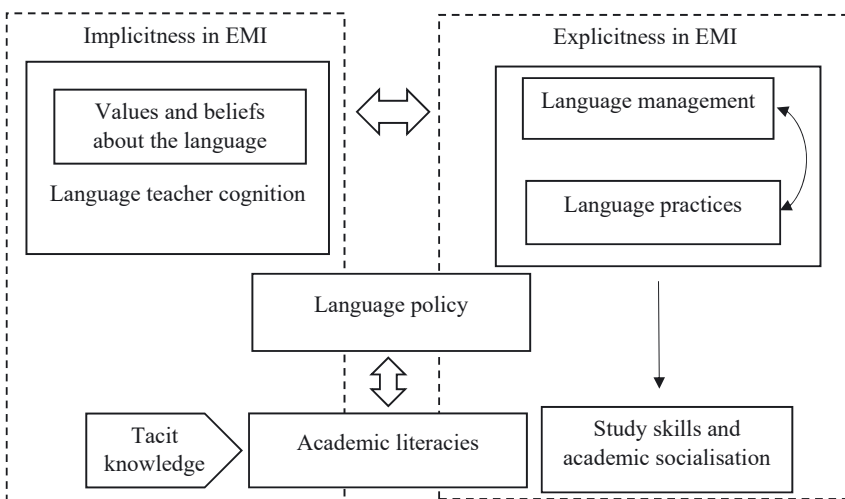 Implicitness in EMI
Explicitness in EMI
Values and beliefs
about the language
Language teacher cognition
Language management
Language practices
Language policy
Tacit
knowledge
Academic literacies
Study skills and
academic socialisation